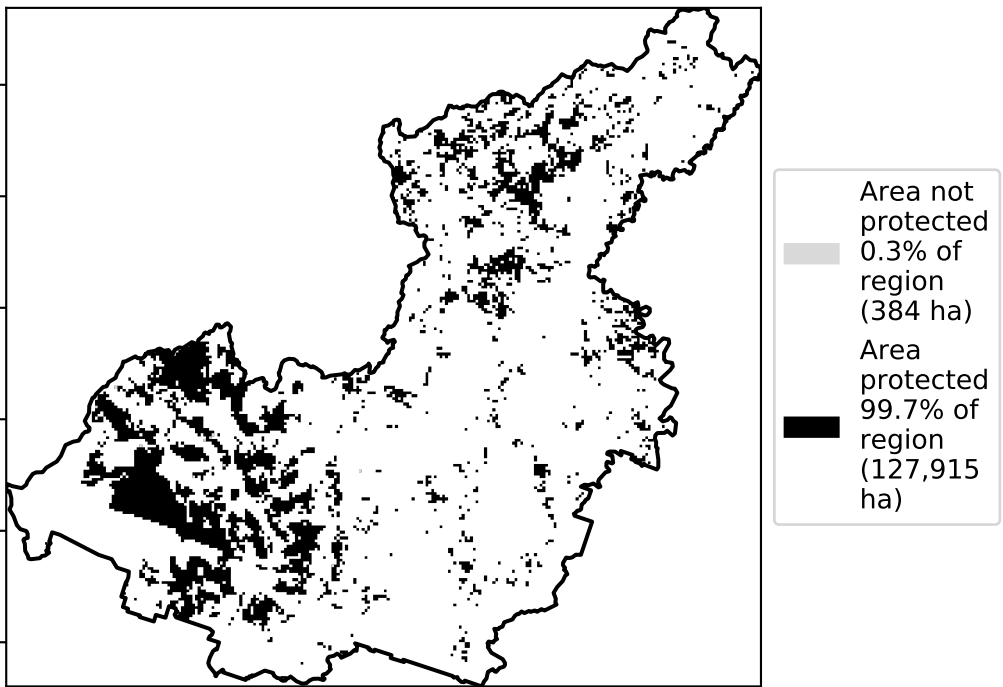 Area not
protected
0.3% of
region
(384 ha)
Area
protected
99.7% of
region
(127,915
ha)